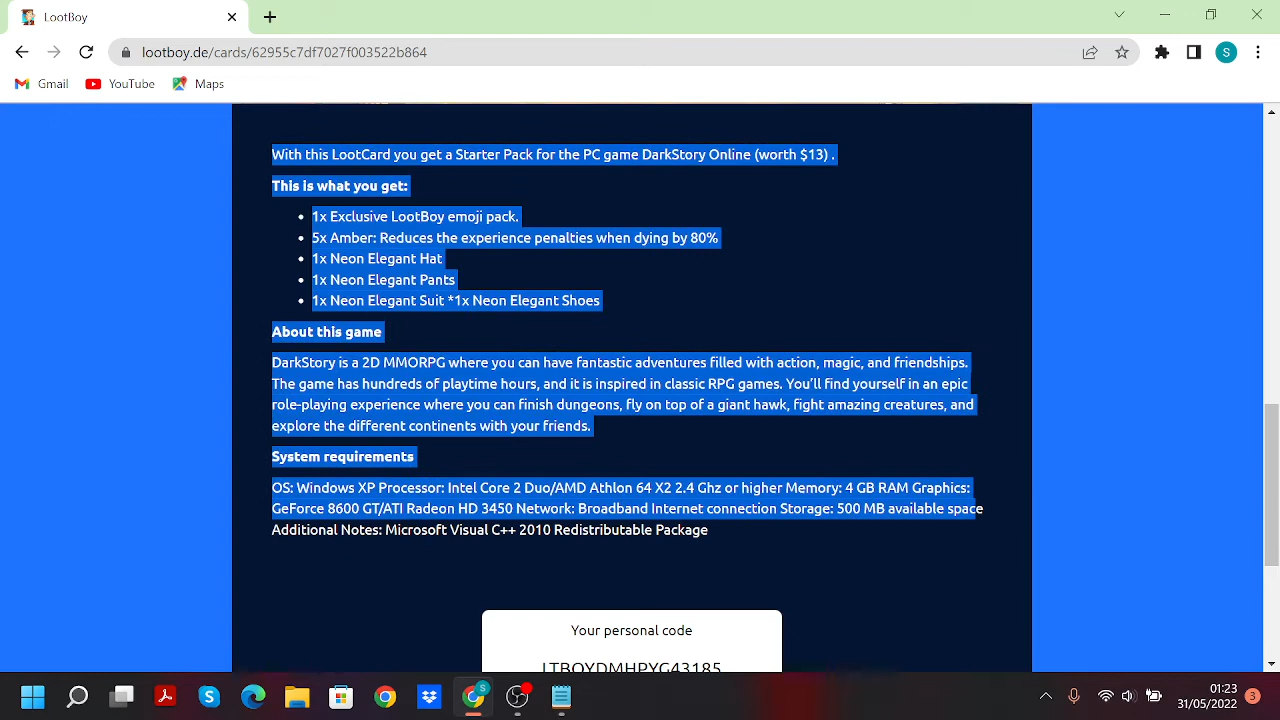 LootBoy
lootboy.de/cards/62955c7df7027f003522b864
S
Gmail
YouTube
Maps
With this LootCard you get a Starter Pack for the PC game DarkStory Online (worth $13) .
This is what you get:
1x Exclusive LootBoy emoji pack.
5x Amber: Reduces the experience penalties when dying by 80%
1x Neon Elegant Hat
1x Neon Elegant Pants
1x Neon Elegant Suit *1x Neon Elegant Shoes
About this game
DarkStory is a 2D MMORPG where you can have fantastic adventures filled with action, magic, and friendships.
The game has hundreds of playtime hours, and it is inspired in classic RPG games. You’ll find yourself in an epic
role-playing experience where you can finish dungeons, fly on top of a giant hawk, fight amazing creatures, and
explore the different continents with your friends.
System requirements
OS: Windows XP Processor: Intel Core 2 Duo/AMD Athlon 64 X2 2.4 Ghz or higher Memory: 4 GB RAM Graphics:
GeForce 8600 GT/ATI Radeon HD 3450 Network: Broadband Internet connection Storage: 500 MB available space
Additional Notes: Microsoft Visual C++ 2010 Redistributable Package
Your personal code
LTBOYDMHPYG43185
S
01:23
31/05/2022
3